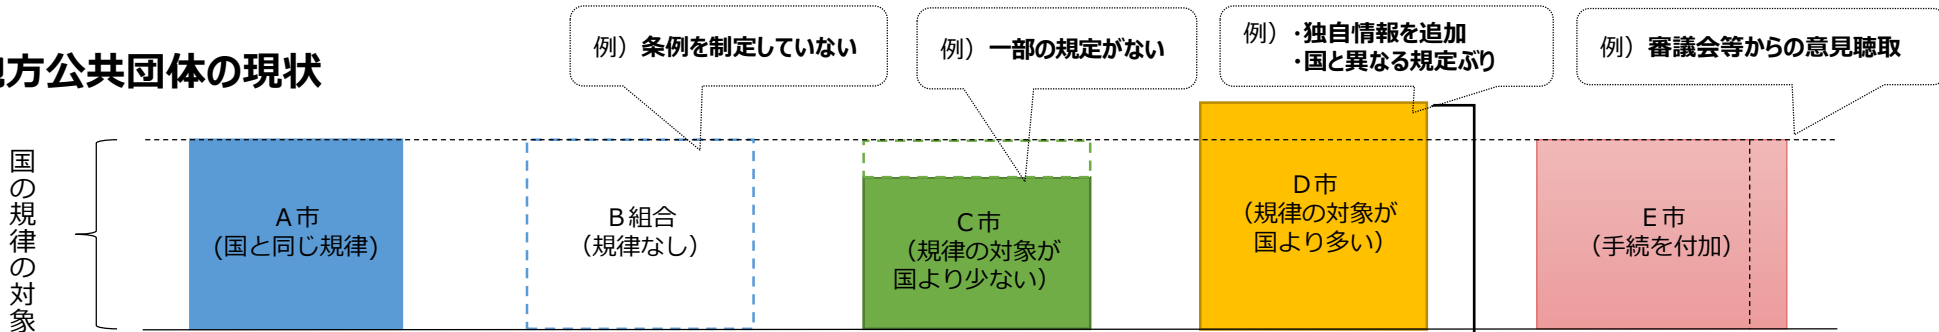 方公共団体の現状
例）条例を制定していない
例）一部の規定がない
例）・独自情報を追加
・国と異なる規定ぶり
例）審議会等からの意見聴取
国の規律の対象
A市
(国と同じ規律)
B組合
（規律なし）
C市
（規律の対象が
国より少ない）
D市
（規律の対象が
国より多い）
E市
（手続を付加）